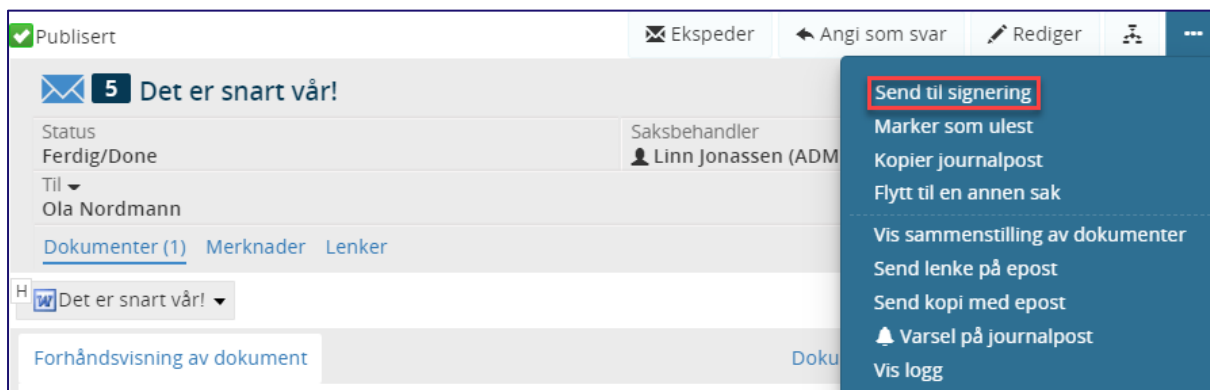 Publisert
Ekspeder
Angi som svar
Rediger
5 Det er snart vår!
Status
Ferdig/Done
Saksbehandler
Linn Jonassen (ADM
Til
Ola Nordmann
Dokumenter (1) Merknader Lenker
H
Det er snart vår!
Forhåndsvisning av dokument
Doku
Send til signering
Marker som ulest
Kopier journalpost
Flytt til en annen sak
Vis sammenstilling av dokumenter
Send lenke på epost
Send kopi med epost
Varsel på journalpost
Vis logg